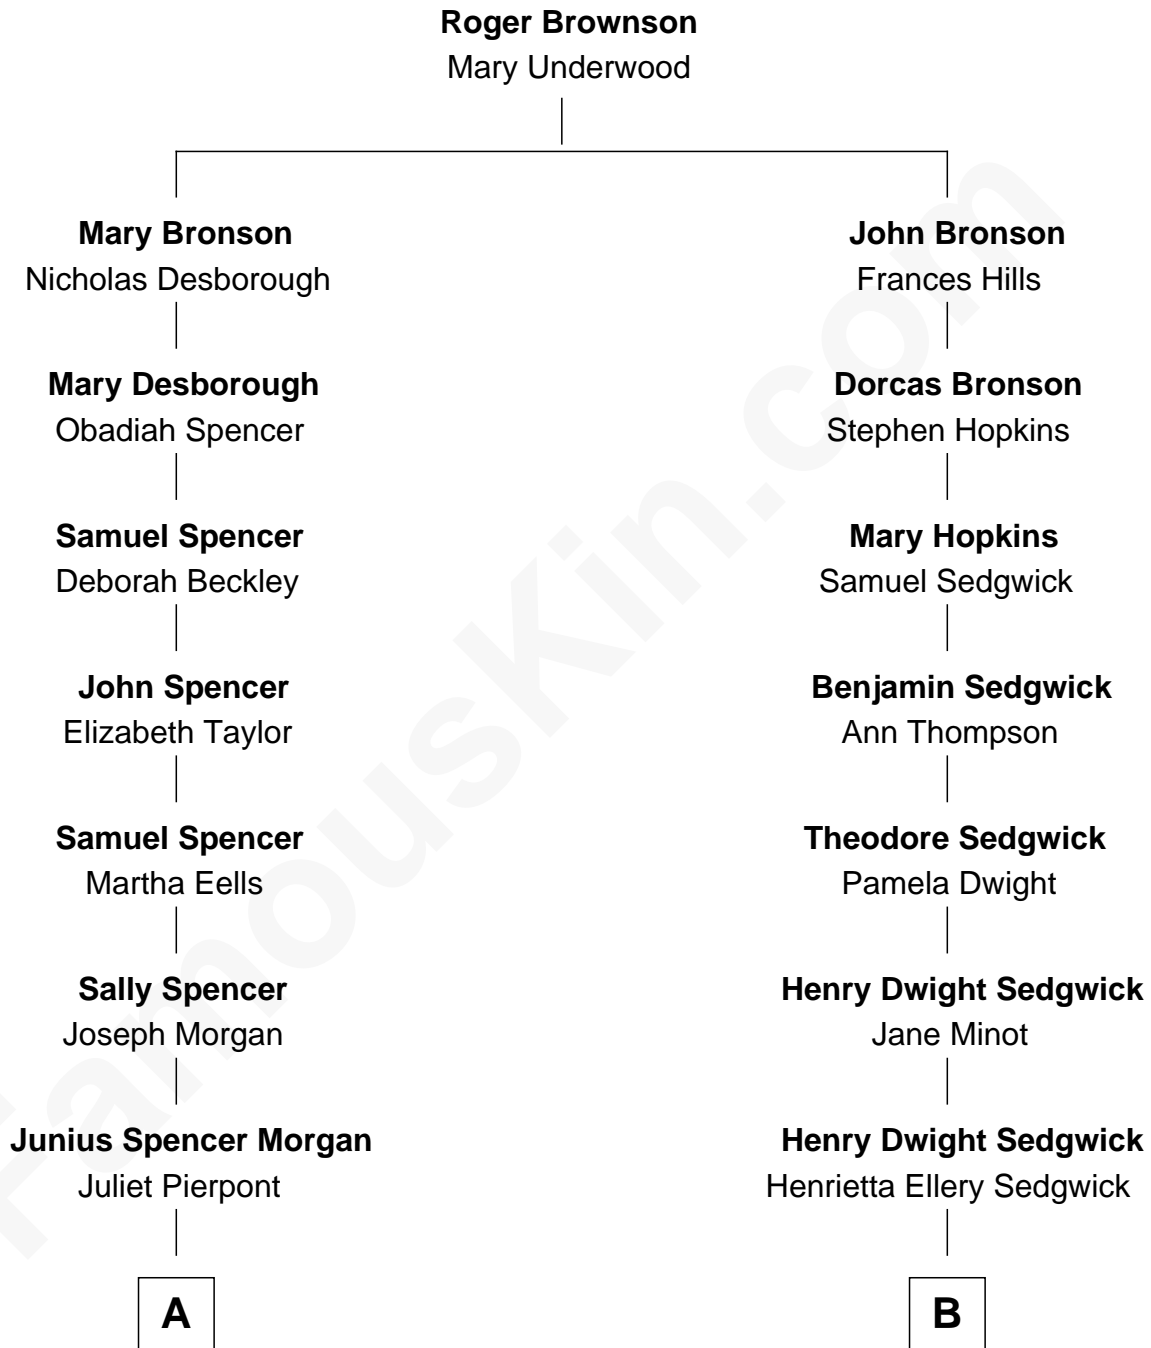 Roger Brownson
Mary Underwood
Mary Bronson
Nicholas Desborough
John Bronson
Frances Hills
Mary Desborough
Obadiah Spencer
Dorcas Bronson
Stephen Hopkins
Samuel Spencer
Deborah Beckley
Mary Hopkins
Samuel Sedgwick
John Spencer
Elizabeth Taylor
Benjamin Sedgwick
Ann Thompson
Samuel Spencer
Martha Eells
Theodore Sedgwick
Pamela Dwight
Sally Spencer
Joseph Morgan
Henry Dwight Sedgwick
Jane Minot
Junius Spencer Morgan
Juliet Pierpont
Henry Dwight Sedgwick
Henrietta Ellery Sedgwick
A
B
FamousKin.com